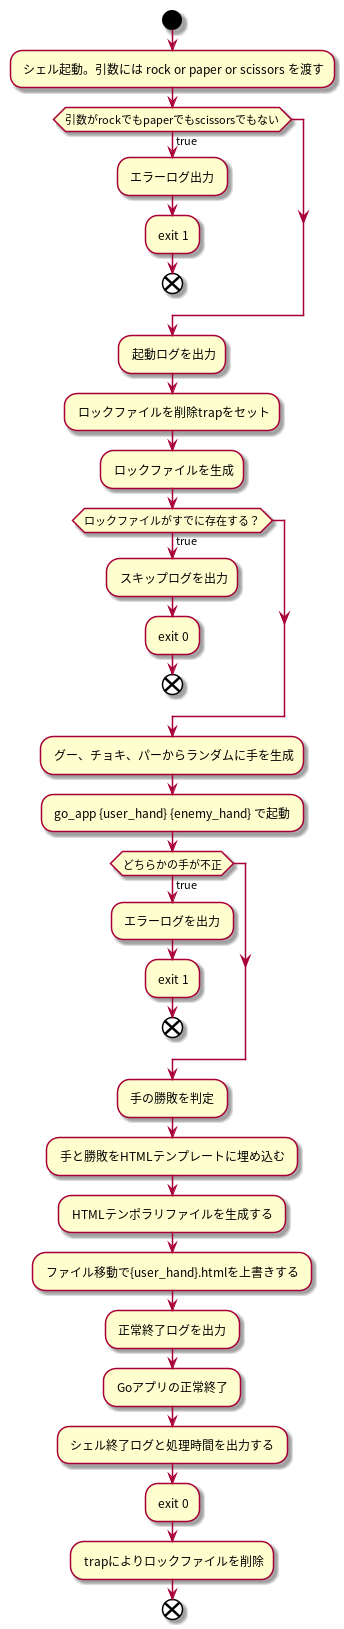 シェル起動。引数には rock or paper or scissors を渡す
引数がrockでもpaperでもscissorsでもない
true
エラーログ出力
exit 1
起動ログを出力
ロックファイルを削除trapをセット
ロックファイルを生成
ロックファイルがすでに存在する？
true
スキップログを出力
exit 0
グー、チョキ、パーからランダムに手を生成
go_app {user_hand} {enemy_hand} で起動
どちらかの手が不正
true
エラーログを出力
exit 1
手の勝敗を判定
手と勝敗をHTMLテンプレートに埋め込む
HTMLテンポラリファイルを生成する
ファイル移動で{user_hand}.htmlを上書きする
正常終了ログを出力
Goアプリの正常終了
シェル終了ログと処理時間を出力する
exit 0
trapによりロックファイルを削除